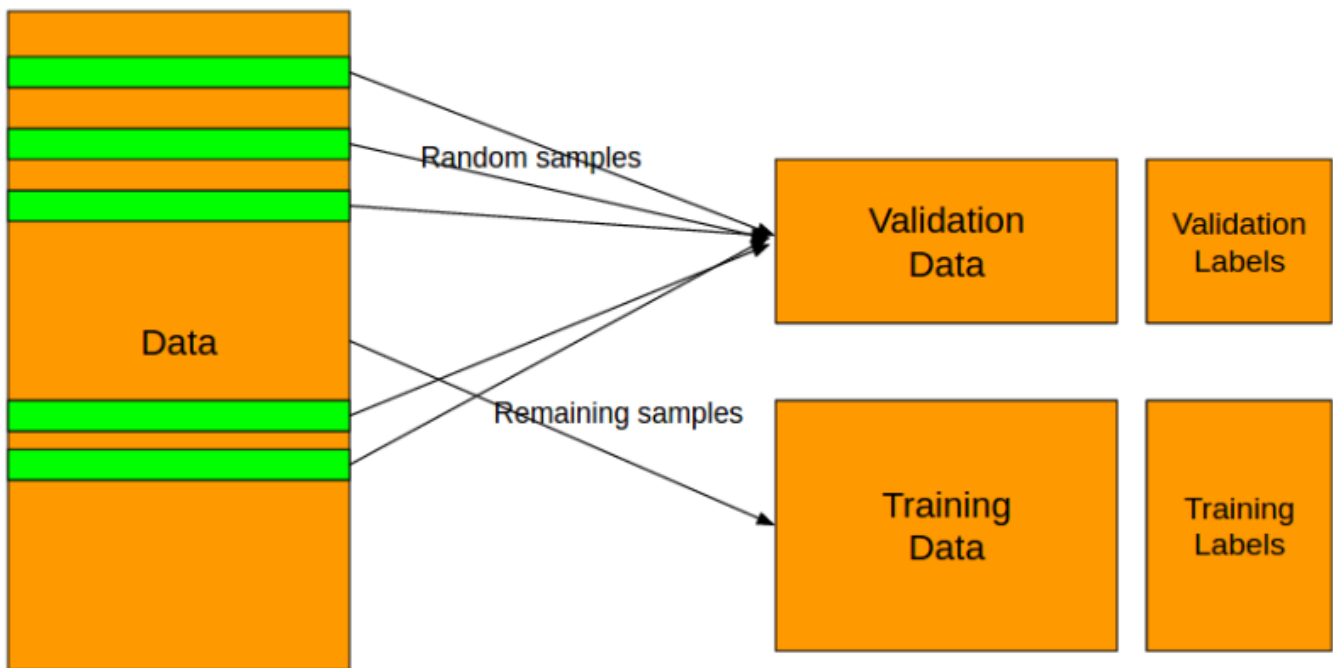 Random samples
Validation
Data
Validation
Labels
Data
Remaining samples
Training
Data
Training
Labels